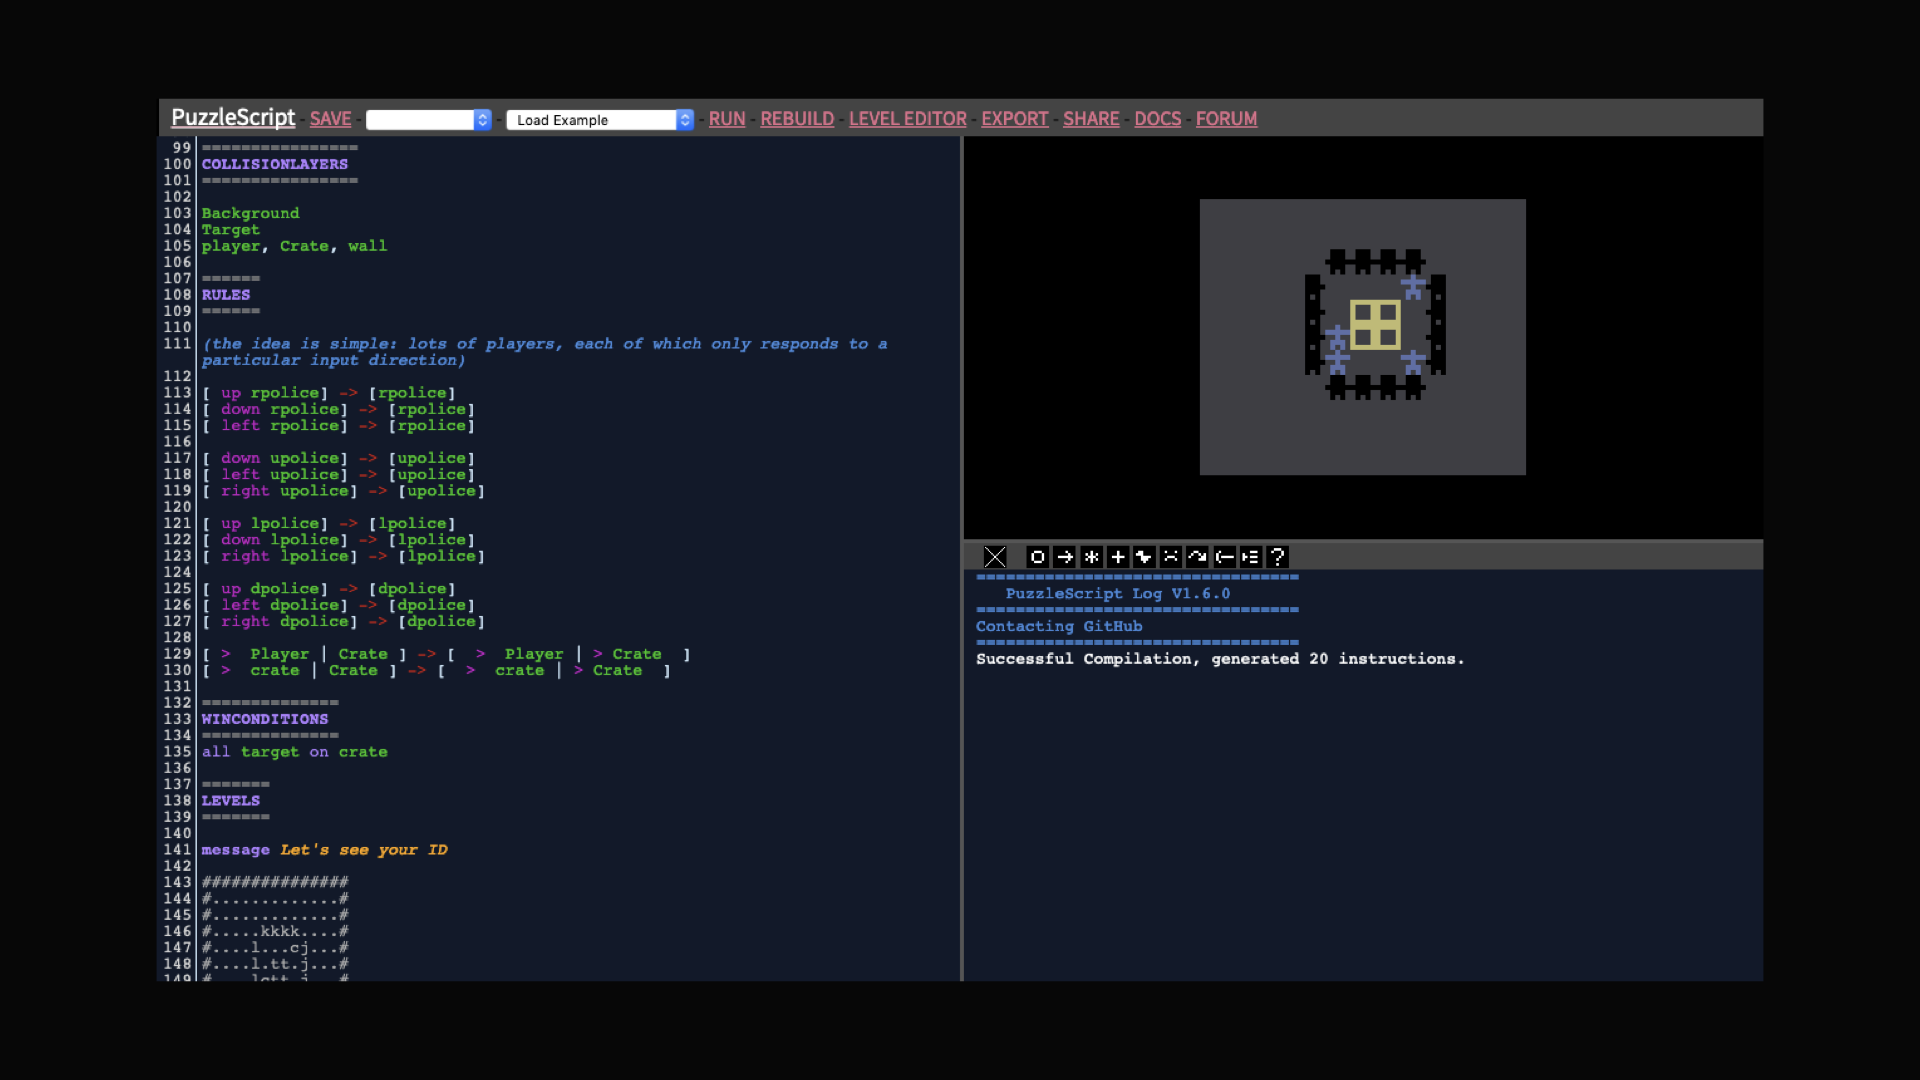 PuzzleScript - SAVE - - Load Example - RUN - REBUILD - LEVEL EDITOR - EXPORT - SHARE - DOCS - FORUM
99 ================
100 COLLISIONLAYERS
101 ================
102
103 Background
104 Target
105 player, Crate, wall
106
107 ======
108 RULES
109 ======
110
111 (the idea is simple: lots of players, each of which only responds to a
particular input direction)
112
113 [ up rpolice] -> [rpolice]
114 [ down rpolice] -> [rpolice]
115 [ left rpolice] -> [rpolice]
116
117 [ down upolice] -> [upolice]
118 [ left upolice] -> [upolice]
119 [ right upolice] -> [upolice]
120
121 [ up lpolice] -> [lpolice]
122 [ down lpolice] -> [lpolice]
123 [ right lpolice] -> [lpolice]
124
125 [ up dpolice] -> [dpolice]
126 [ left dpolice] -> [dpolice]
127 [ right dpolice] -> [dpolice]
128
129 [ > Player | Crate ] -> [ > Player | > Crate ]
130 [ > crate | Crate ] -> [ > crate | > Crate ]
131
132 ==============
133 WINCONDITIONS
134 ==============
135 all target on crate
136
137 =======
138 LEVELS
139 =======
140
141 message Let's see your ID
142
143 ###############
144 #.............#
145 #.............#
146 #.....kkkk....#
147 #....l...cj...#
148 #....l.tt.j...#
149
=================================
PuzzleScript Log V1.6.0
=================================
Contacting GitHub
=================================
Successful Compilation, generated 20 instructions.